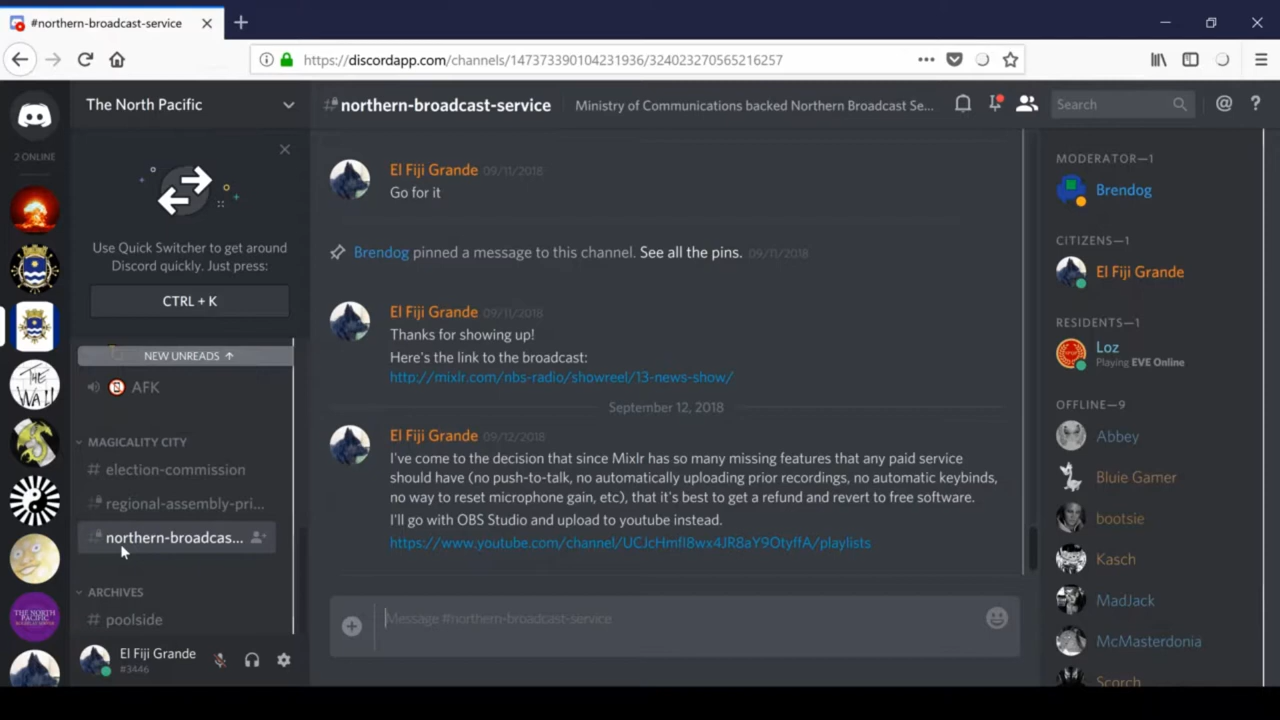 #northern-broadcast-service
https://discordapp.com/channels/147373390104231936/324023270565216257
2 ONLINE
The North Pacific
Use Quick Switcher to get around
Discord quickly. Just press:
CTRL + K
NEW UNREADS ↑
AFK
MAGICALITY CITY
# election-commission
regional-assembly-pri...
northern-broadcas...
ARCHIVES
# poolside
El Fiji Grande
#3446
THE WALL
THE NORTH
PACIFIC
northern-broadcast-service
Ministry of Communications backed Northern Broadcast Se...
Search
El Fiji Grande 09/11/2018
Go for it
Brendog pinned a message to this channel. See all the pins. 09/11/2018
El Fiji Grande 09/11/2018
Thanks for showing up!
Here's the link to the broadcast:
http://mixlr.com/nbs-radio/showreel/13-news-show/
September 12, 2018
El Fiji Grande 09/12/2018
I've come to the decision that since Mixlr has so many missing features that any paid service
should have (no push-to-talk, no automatically uploading prior recordings, no automatic keybinds,
no way to reset microphone gain, etc), that it's best to get a refund and revert to free software.
I'll go with OBS Studio and upload to youtube instead.
https://www.youtube.com/channel/UCJcHmfI8wx4JR8aY9OtyffA/playlists
Message #northern-broadcast-service
MODERATOR—1
Brendog
CITIZENS—1
El Fiji Grande
RESIDENTS—1
Loz
Playing EVE Online
OFFLINE—9
Abbey
Bluie Gamer
bootsie
Kasch
MadJack
McMasterdonia
Scorch